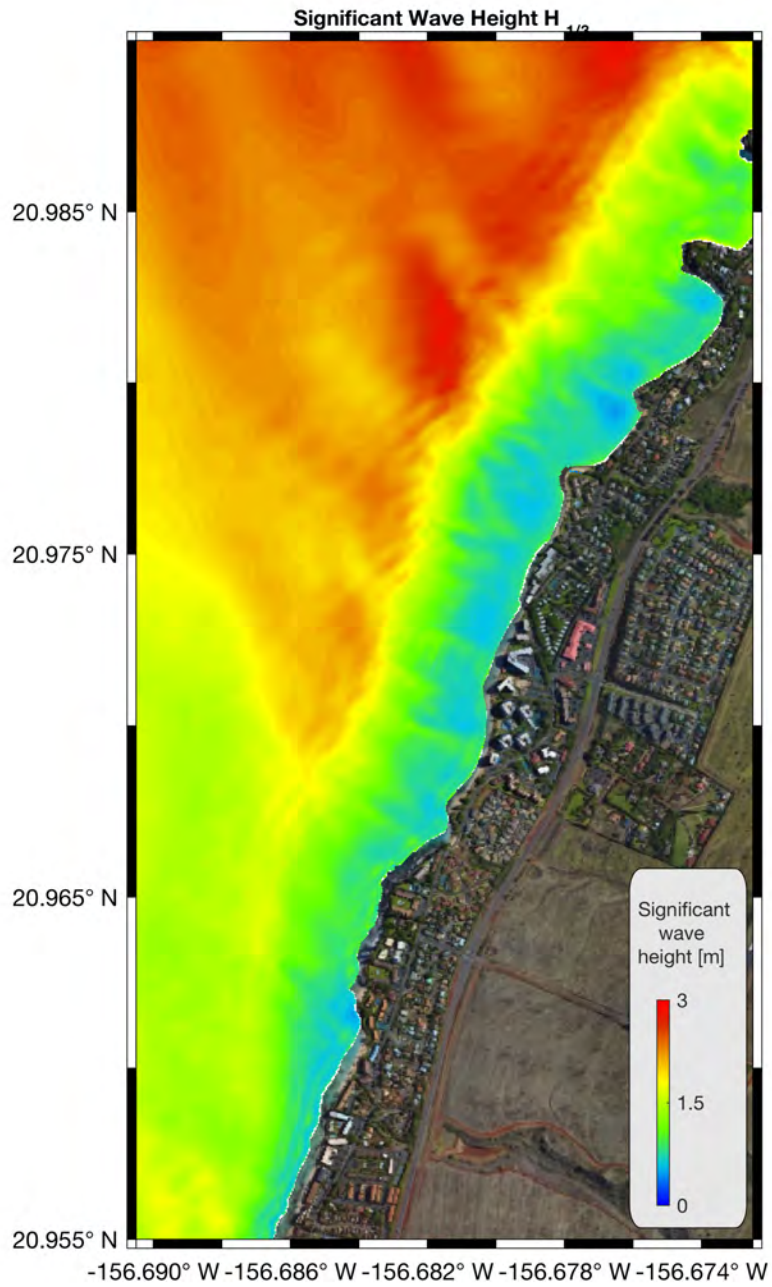 Significant Wave Height H 1/3
20.985° N
20.975° N
20.965° N
20.955° N
Significant
wave
height [m]
3
1.5
0
-156.690° W -156.686° W -156.682° W -156.678° W -156.674° W